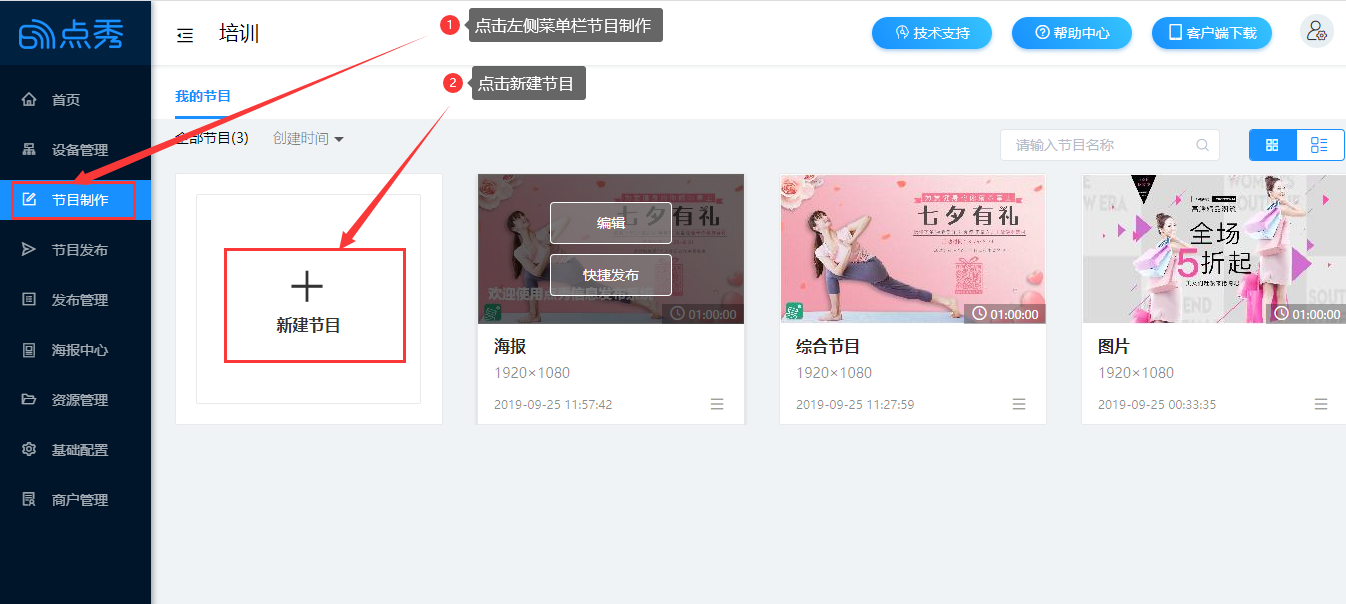 点秀
培训
1 点击左侧菜单栏节目制作
技术支持
帮助中心
客户端下载
2 点击新建节目
首页
设备管理
节目制作
节目发布
发布管理
海报中心
资源管理
基础配置
商户管理
我的节目
全部节目(3)
创建时间
请输入节目名称
新建节目
七夕有礼
编辑
快捷发布
欢迎使用点秀信息发布系统
01:00:00
海报
1920×1080
2019-09-25 11:57:42
七夕有礼
01:00:00
综合节目
1920×1080
2019-09-25 11:27:59
全场
5折起
01:00:00
图片
1920×1080
2019-09-25 00:33:35